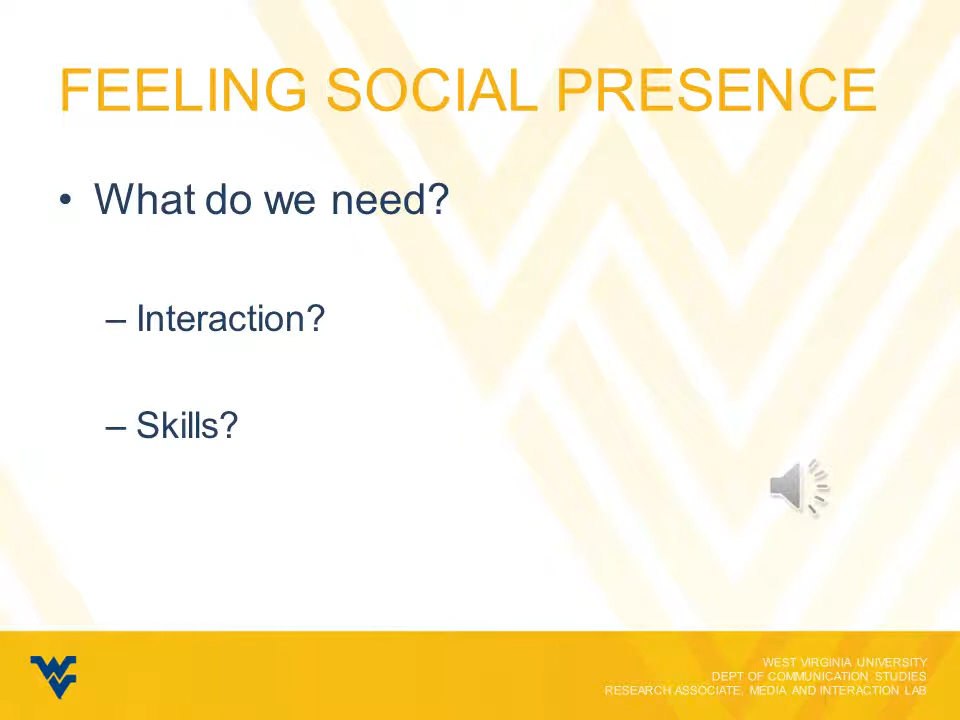 FEELING SOCIAL PRESENCE
• What do we need?
– Interaction?
– Skills?
WEST VIRGINIA UNIVERSITY
DEPT OF COMMUNICATION STUDIES
RESEARCH ASSOCIATE, MEDIA AND INTERACTION LAB